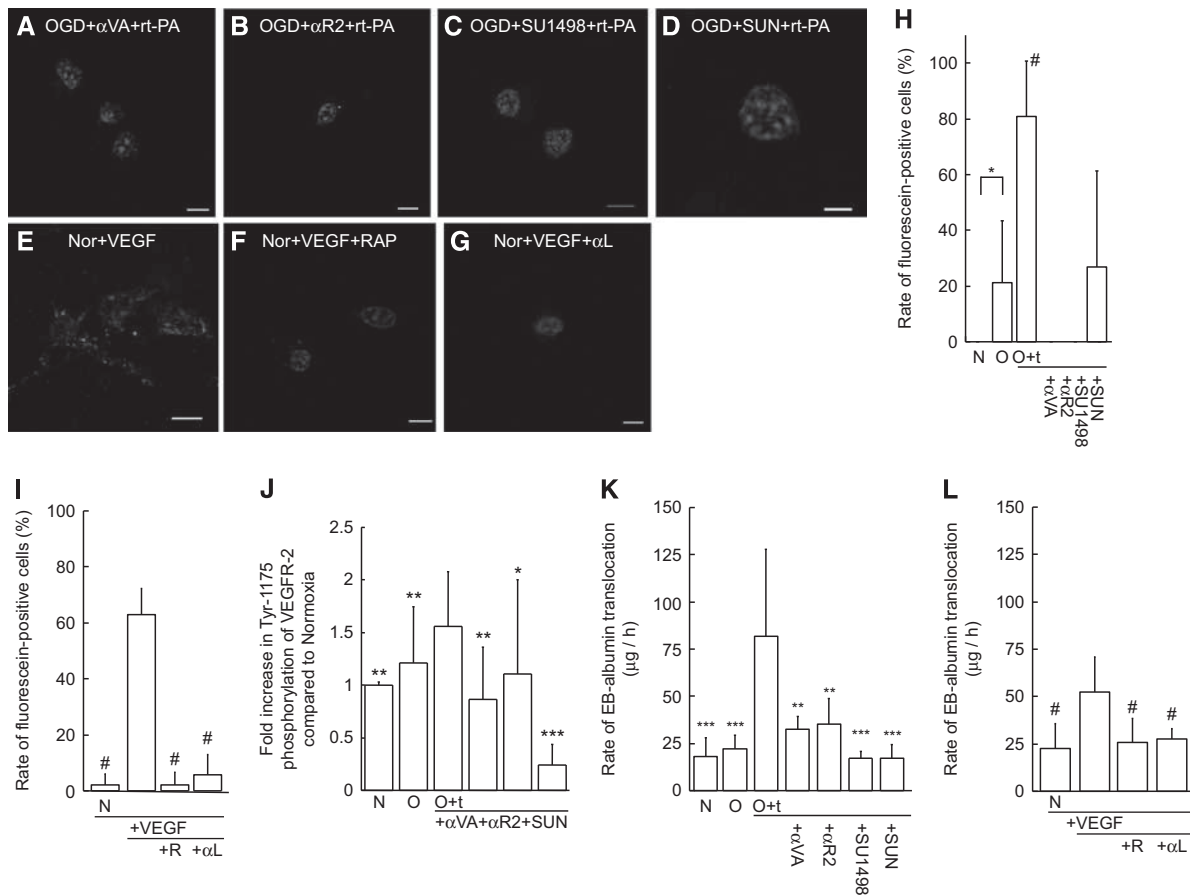 A OGD+αVA+rt-PA
B OGD+αR2+rt-PA
C OGD+SU1498+rt-PA
D OGD+SUN+rt-PA
E Nor+VEGF
F Nor+VEGF+RAP
G Nor+VEGF+αL
H
Rate of fluorescein-positive cells (%)
100
80
60
40
20
0
#
*
N O O+t
+αVA
+αR2
+SU1498
+SUN
I
Rate of fluorescein-positive cells (%)
100
80
60
40
20
0
# # #
N
+VEGF
+R +αL
J
Fold increase in Tyr-1175
phosphorylation of VEGFR-2
compared to Normoxia
2.5
2
1.5
1
0.5
0
** ** ** * ***
N O O+t
+αVA+αR2+SUN
K
Rate of EB-albumin translocation
(µg / h)
150
125
100
75
50
25
0
*** *** ** ** *** ***
N O O+t
+αVA
+αR2
+SU1498
+SUN
L
Rate of EB-albumin translocation
(µg / h)
150
125
100
75
50
25
0
# # #
N
+VEGF
+R +αL